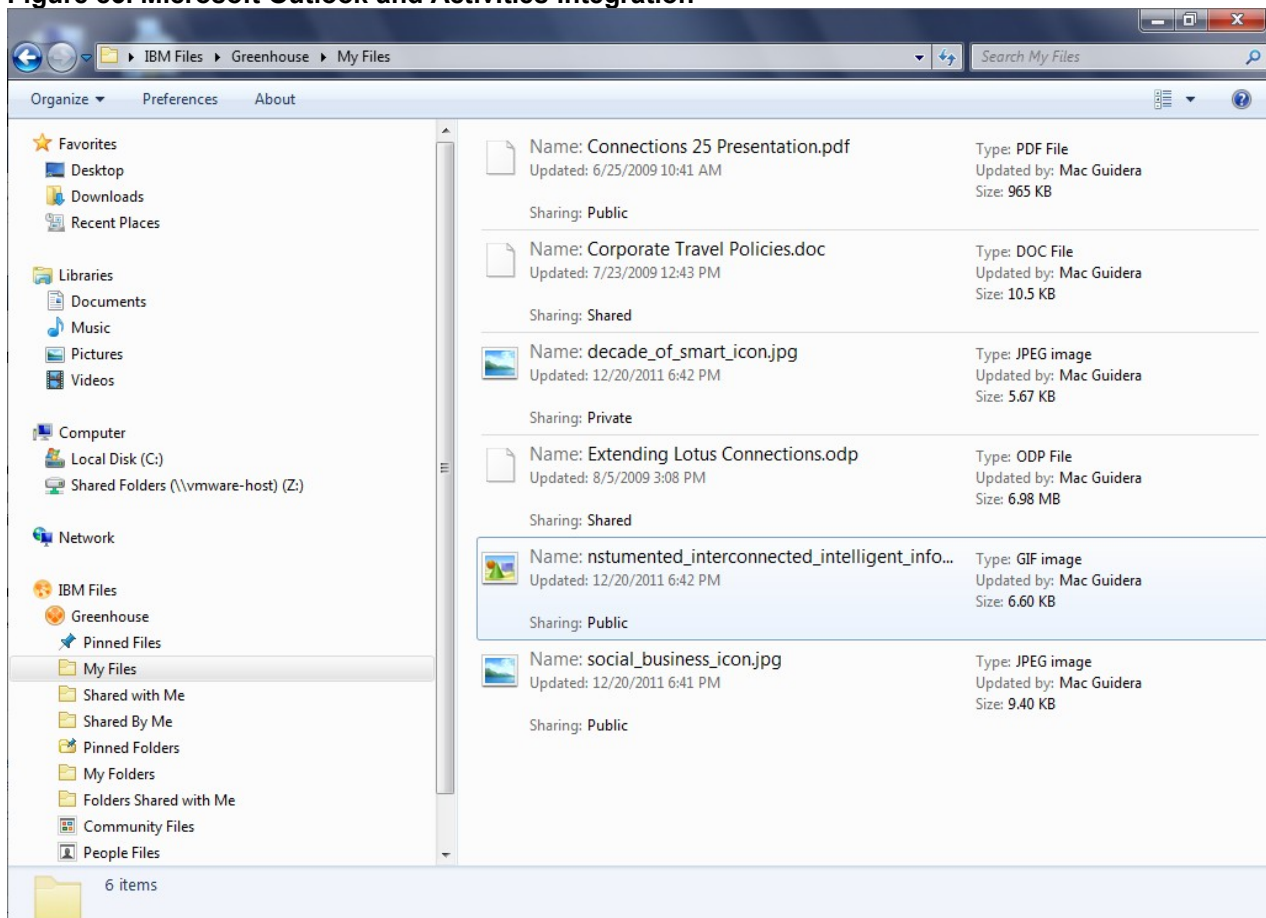 Figure 63. Microsoft Outlook and Activities Integration
IBM Files Greenhouse My Files
Search My Files
Organize Preferences About
Favorites
Desktop
Downloads
Recent Places
Libraries
Documents
Music
Pictures
Videos
Computer
Local Disk (C:)
Shared Folders (\\vmware-host) (Z:)
Network
IBM Files
Greenhouse
Pinned Files
My Files
Shared with Me
Shared By Me
Pinned Folders
My Folders
Folders Shared with Me
Community Files
People Files
Name: Connections 25 Presentation.pdf
Updated: 6/25/2009 10:41 AM
Sharing: Public
Type: PDF File
Updated by: Mac Guidera
Size: 965 KB
Name: Corporate Travel Policies.doc
Updated: 7/23/2009 12:43 PM
Sharing: Shared
Type: DOC File
Updated by: Mac Guidera
Size: 10.5 KB
Name: decade_of_smart_icon.jpg
Updated: 12/20/2011 6:42 PM
Sharing: Private
Type: JPEG image
Updated by: Mac Guidera
Size: 5.67 KB
Name: Extending Lotus Connections.odp
Updated: 8/5/2009 3:08 PM
Sharing: Shared
Type: ODP File
Updated by: Mac Guidera
Size: 6.98 MB
Name: nstumented_interconnected_intelligent_info...
Updated: 12/20/2011 6:42 PM
Sharing: Public
Type: GIF image
Updated by: Mac Guidera
Size: 6.60 KB
Name: social_business_icon.jpg
Updated: 12/20/2011 6:41 PM
Sharing: Public
Type: JPEG image
Updated by: Mac Guidera
Size: 9.40 KB
6 items